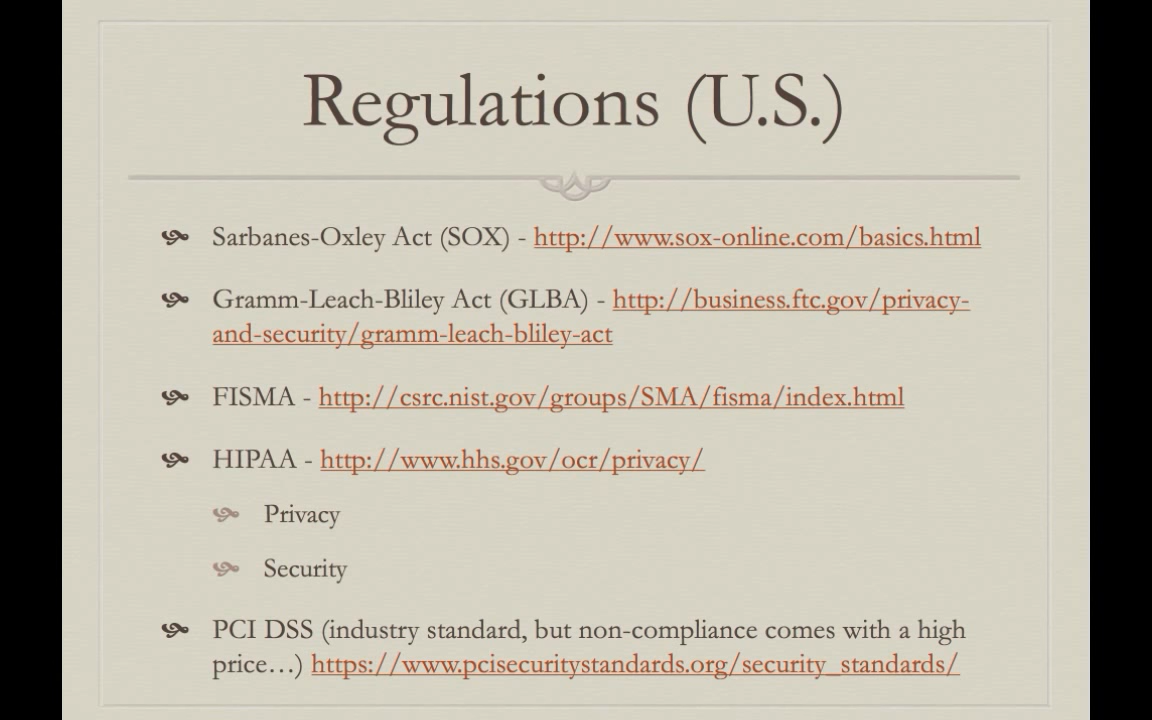 Regulations (U.S.)
Sarbanes-Oxley Act (SOX) - http://www.sox-online.com/basics.html
Gramm-Leach-Bliley Act (GLBA) - http://business.ftc.gov/privacy-
and-security/gramm-leach-bliley-act
FISMA - http://csrc.nist.gov/groups/SMA/fisma/index.html
HIPAA - http://www.hhs.gov/ocr/privacy/
Privacy
Security
PCI DSS (industry standard, but non-compliance comes with a high
price…) https://www.pcisecuritystandards.org/security_standards/